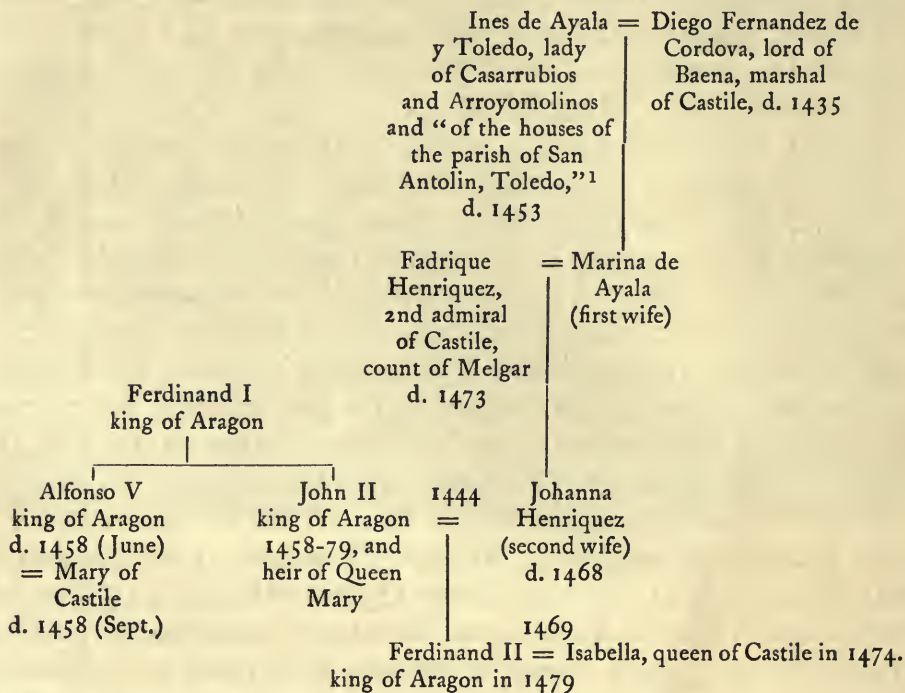 Ines de Ayala = Diego Fernandez de
y Toledo, lady Cordova, lord of
of Casarrubios Baena, marshal
and Arroyomolinos of Castile, d. 1435
and “of the houses of
the parish of San
Antolin, Toledo,”1
d. 1453
Fadrique = Marina de
Henriquez, Ayala
2nd admiral (first wife)
of Castile,
count of Melgar
d. 1473
Ferdinand I
king of Aragon
Alfonso V
king of Aragon
d. 1458 (June)
= Mary of
Castile
d. 1458 (Sept.)
John II
king of Aragon
1458-79, and
heir of Queen
Mary
1444
=
Johanna
Henriquez
(second wife)
d. 1468
1469
Ferdinand II = Isabella, queen of Castile in 1474.
king of Aragon in 1479